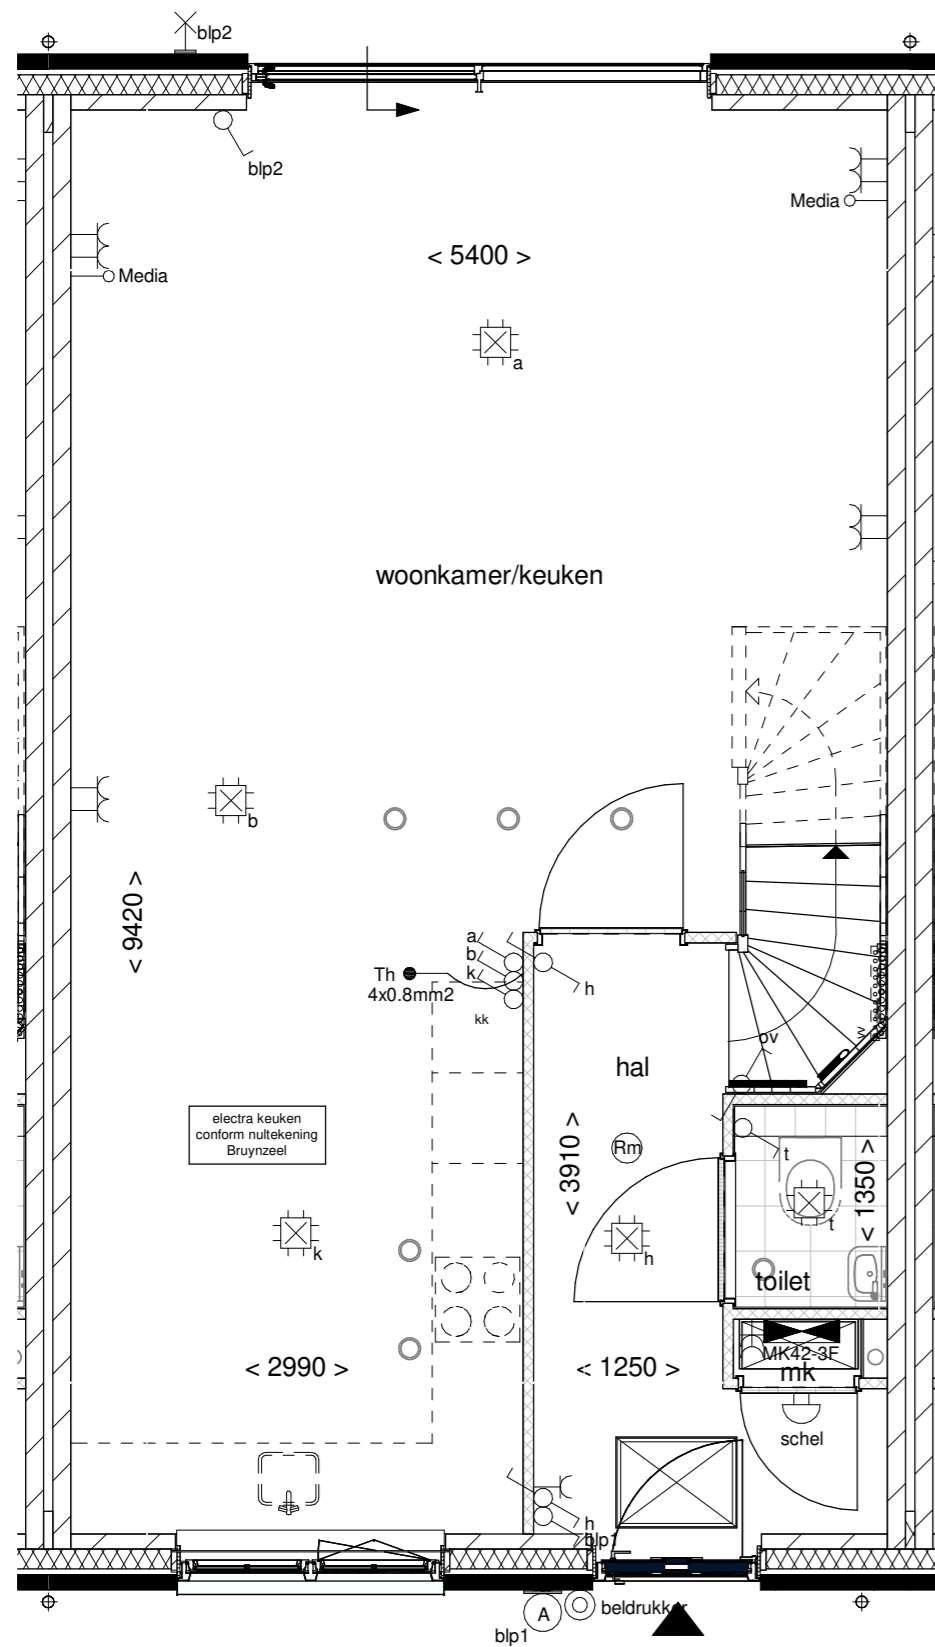 blp2
blp2
Media
Media
< 5400 >
a
woonkamer/keuken
b
< 9420 >
a
b
k
h
Th
4x0.8mm2
kk
ov
w
hal
electra keuken
conform nultekening
Bruynzeel
< 3910 >
Rm
t
t
< 1350 >
k
h
toilet
MK42-3F
mk
< 2990 >
< 1250 >
schel
h
blp1
A
beldrukker
blp1